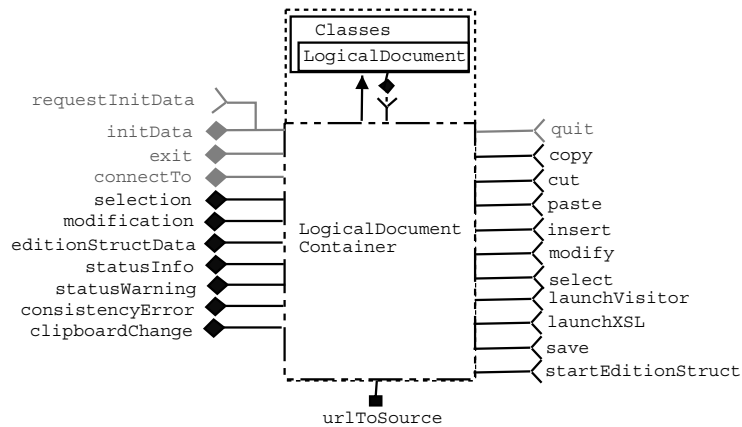 Classes
LogicalDocument
requestInitData
initData
exit
connectTo
selection
modification
editionStructData
statusInfo
statusWarning
consistencyError
clipboardChange
LogicalDocument
Container
quit
copy
cut
paste
insert
modify
select
launchVisitor
launchXSL
save
startEditionStruct
urlToSource